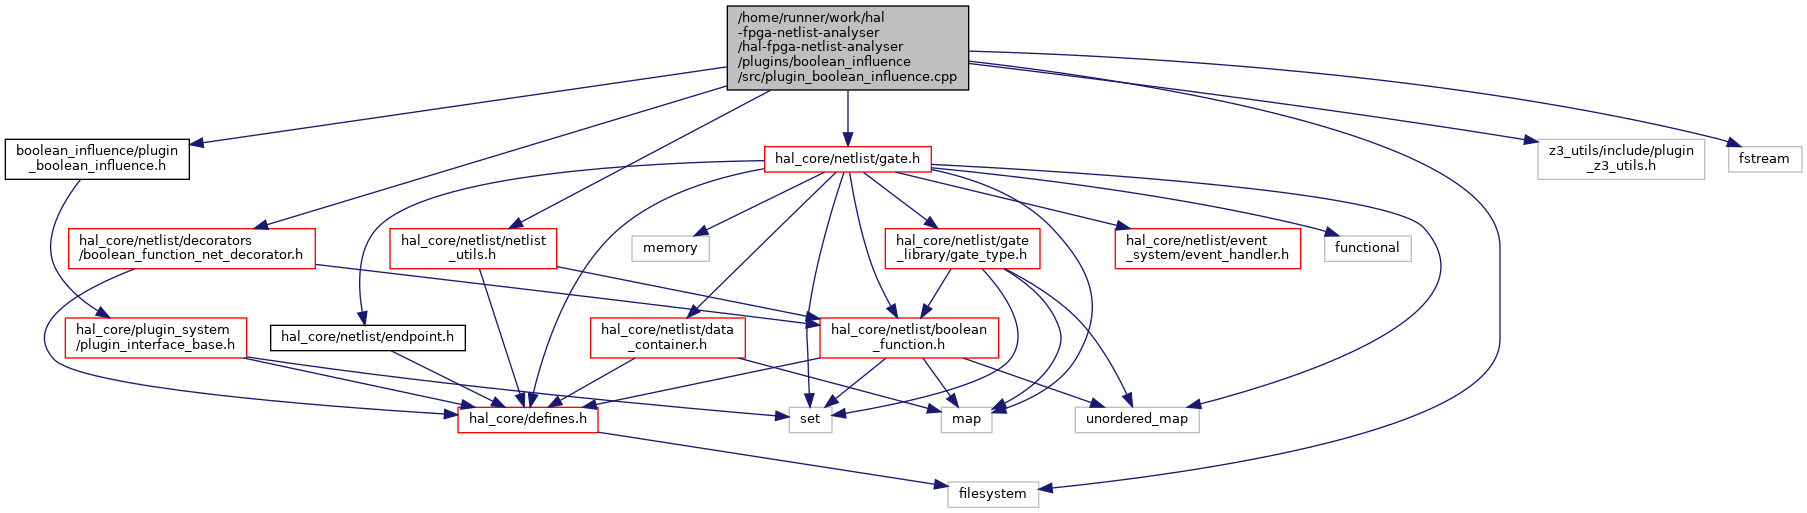 /home/runner/work/hal
-fpga-netlist-analyser
/hal-fpga-netlist-analyser
/plugins/boolean_influence
/src/plugin_boolean_influence.cpp
boolean_influence/plugin
_boolean_influence.h
hal_core/netlist/gate.h
z3_utils/include/plugin
_z3_utils.h
fstream
hal_core/netlist/decorators
/boolean_function_net_decorator.h
hal_core/netlist/netlist
_utils.h
memory
hal_core/netlist/gate
_library/gate_type.h
hal_core/netlist/event
_system/event_handler.h
functional
hal_core/plugin_system
/plugin_interface_base.h
hal_core/netlist/endpoint.h
hal_core/netlist/data
_container.h
hal_core/netlist/boolean
_function.h
hal_core/defines.h
set
map
unordered_map
filesystem